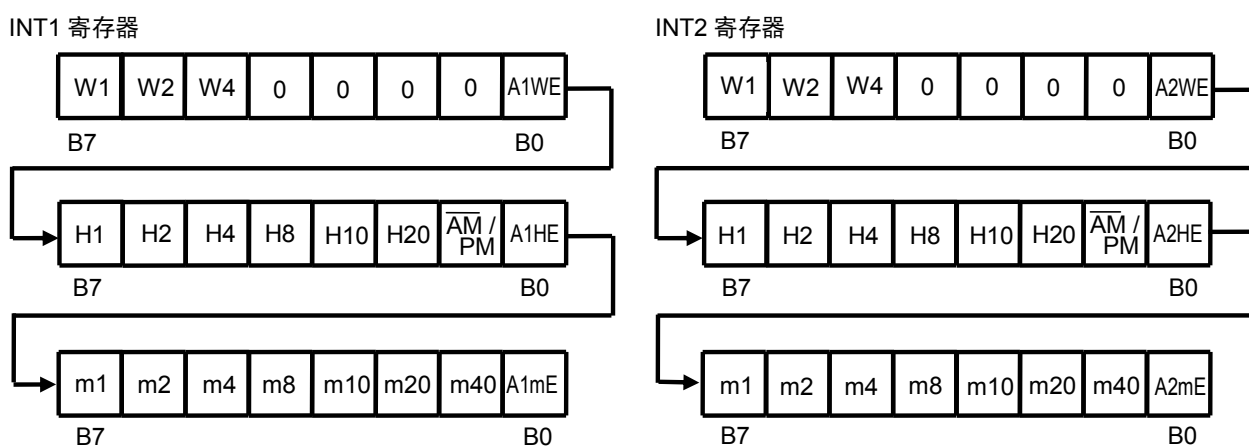 INT1 寄存器
W1 W2 W4 0 0 0 0 A1WE
B7 B0
H1 H2 H4 H8 H10 H20 AM / PM A1HE
B7 B0
m1 m2 m4 m8 m10 m20 m40 A1mE
B7 B0
INT2 寄存器
W1 W2 W4 0 0 0 0 A2WE
B7 B0
H1 H2 H4 H8 H10 H20 AM / PM A2HE
B7 B0
m1 m2 m4 m8 m10 m20 m40 A2mE
B7 B0